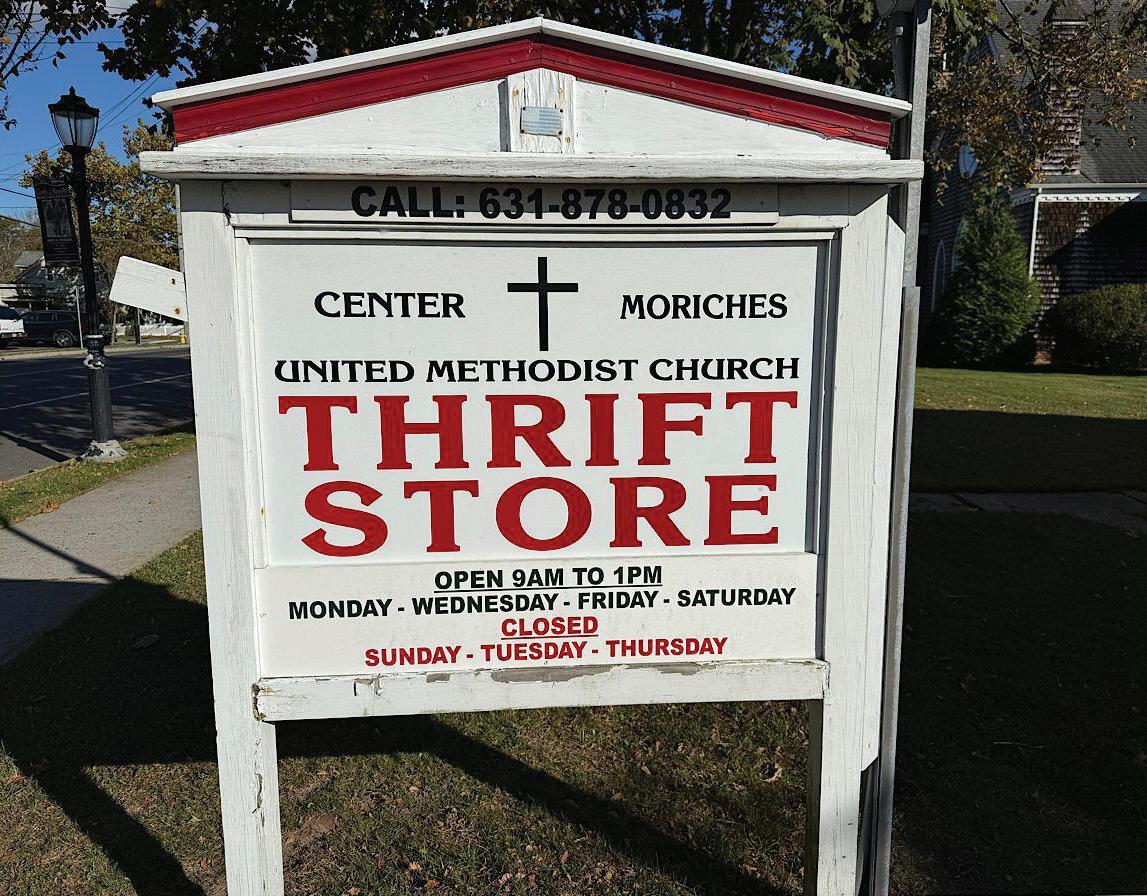 CALL: 631-878-0832
CENTER MORICHES
UNITED METHODIST CHURCH
THRIFT
STORE
OPEN 9AM TO 1PM
MONDAY - WEDNESDAY - FRIDAY - SATURDAY
CLOSED
SUNDAY - TUESDAY - THURSDAY